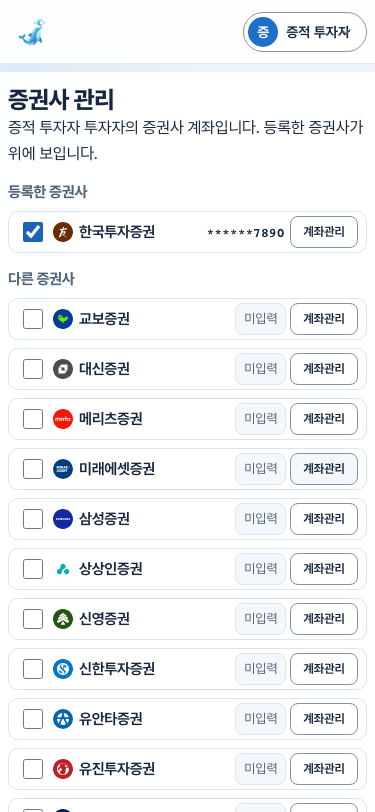 증 증적 투자자
증권사 관리
증적 투자자 투자자의 증권사 계좌입니다. 등록한 증권사가
위에 보입니다.
등록한 증권사
한국투자증권 ******7890 계좌관리
다른 증권사
교보증권 미입력 계좌관리
대신증권 미입력 계좌관리
meritz 메리츠증권 미입력 계좌관리
미래에셋증권 미입력 계좌관리
삼성증권 미입력 계좌관리
상상인증권 미입력 계좌관리
신영증권 미입력 계좌관리
신한투자증권 미입력 계좌관리
유안타증권 미입력 계좌관리
유진투자증권 미입력 계좌관리